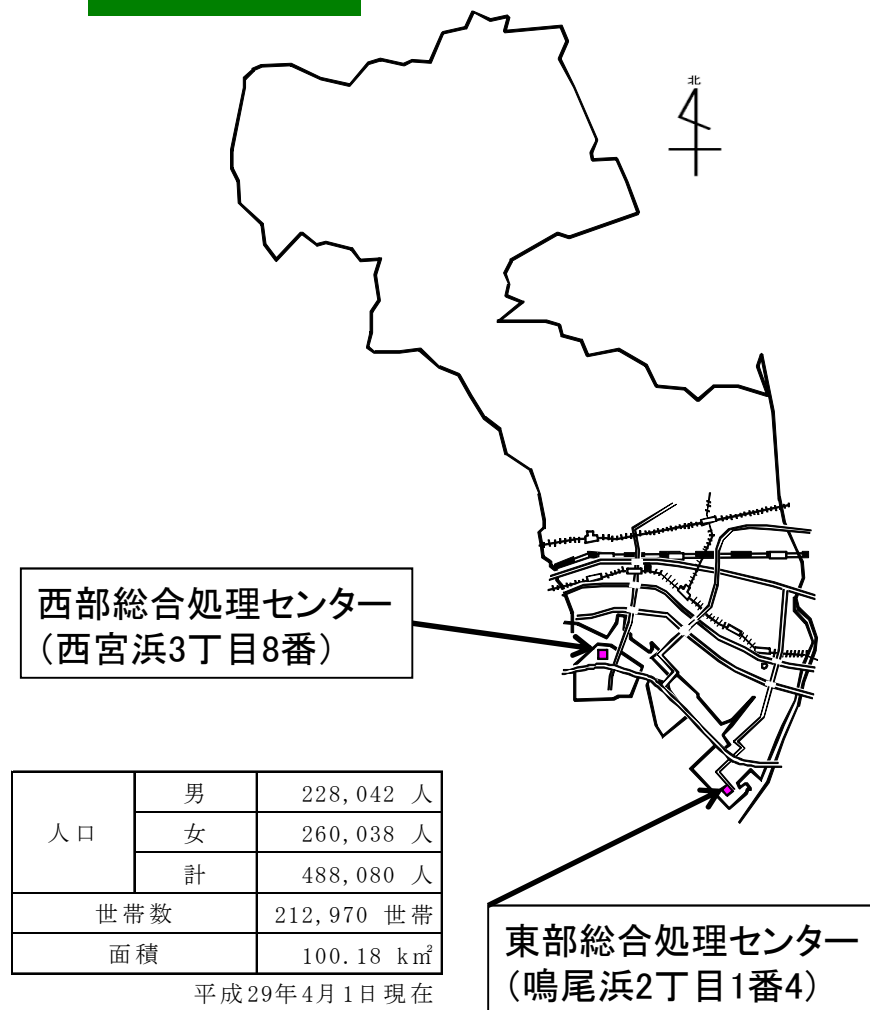 北
西部総合処理センター
（西宮浜3丁目8番）
人口 男 228,042 人
女 260,038 人
計 488,080 人
世帯数 212,970 世帯
面積 100.18 km²
平成29年4月1日現在
東部総合処理センター
（鳴尾浜2丁目1番4）